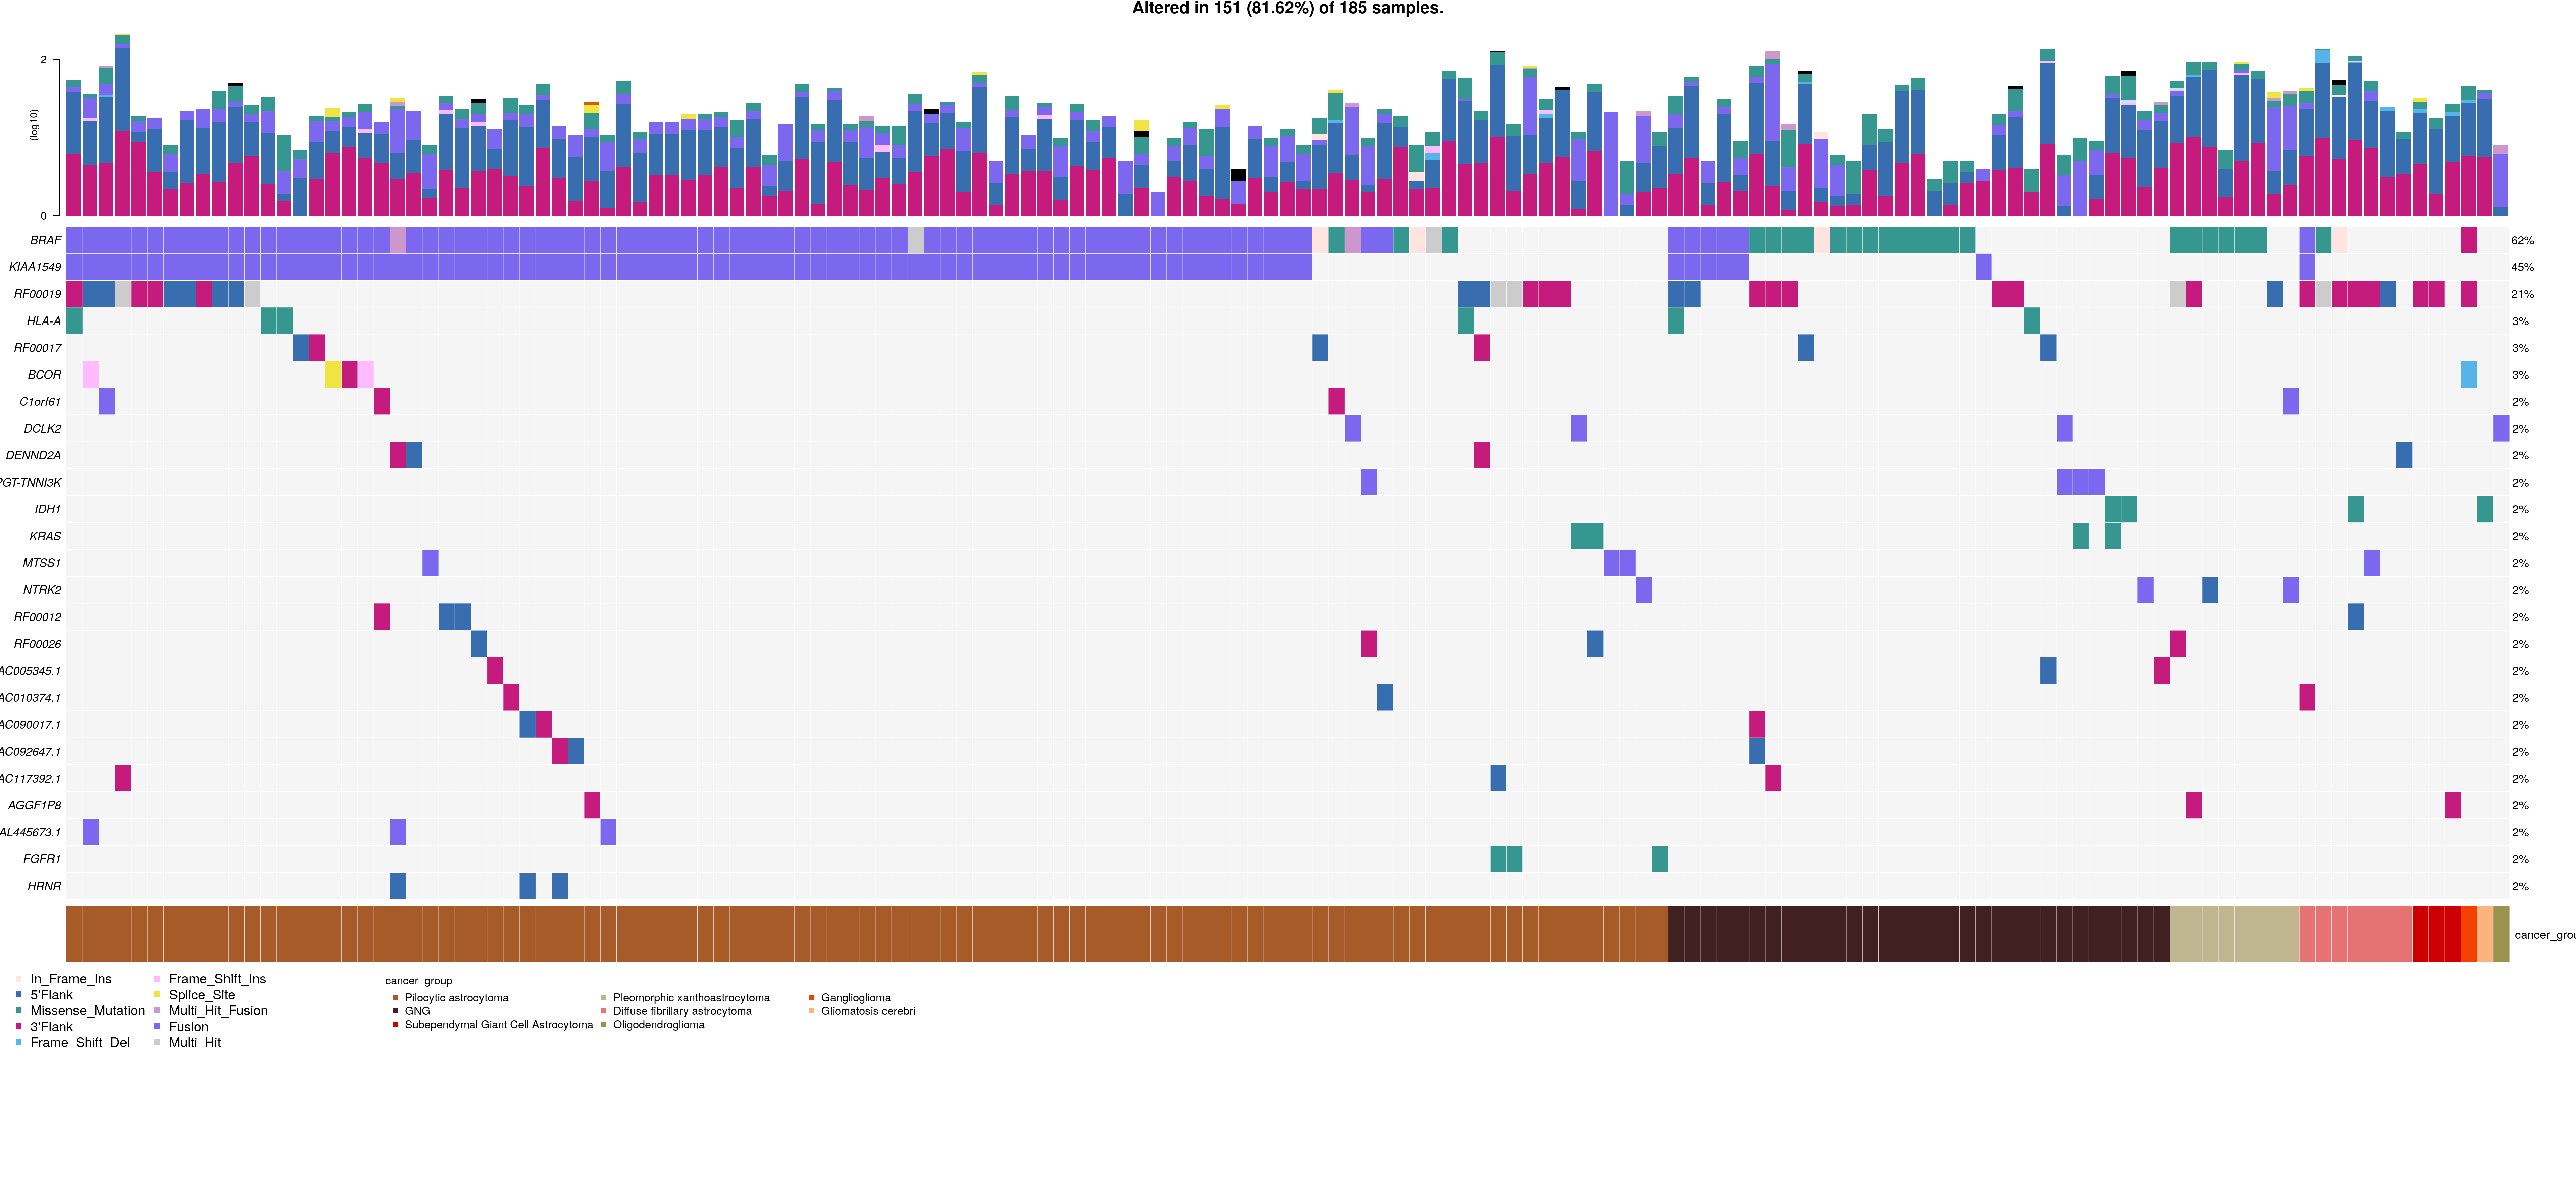 Altered in 151 (81.62%) of 185 samples.
2
(log10)
0
BRAF 62%
KIAA1549 45%
RF00019 21%
HLA-A 3%
RF00017 3%
BCOR 3%
C1orf61 2%
DCLK2 2%
DENND2A 2%
PGT-TNNI3K 2%
IDH1 2%
KRAS 2%
MTSS1 2%
NTRK2 2%
RF00012 2%
RF00026 2%
AC005345.1 2%
AC010374.1 2%
AC090017.1 2%
AC092647.1 2%
AC117392.1 2%
AGGF1P8 2%
AL445673.1 2%
FGFR1 2%
HRNR 2%
cancer_grou
In_Frame_Ins
5'Flank
Missense_Mutation
3'Flank
Frame_Shift_Del
Frame_Shift_Ins
Splice_Site
Multi_Hit_Fusion
Fusion
Multi_Hit
cancer_group
Pilocytic astrocytoma
GNG
Subependymal Giant Cell Astrocytoma
Pleomorphic xanthoastrocytoma
Diffuse fibrillary astrocytoma
Oligodendroglioma
Ganglioglioma
Gliomatosis cerebri